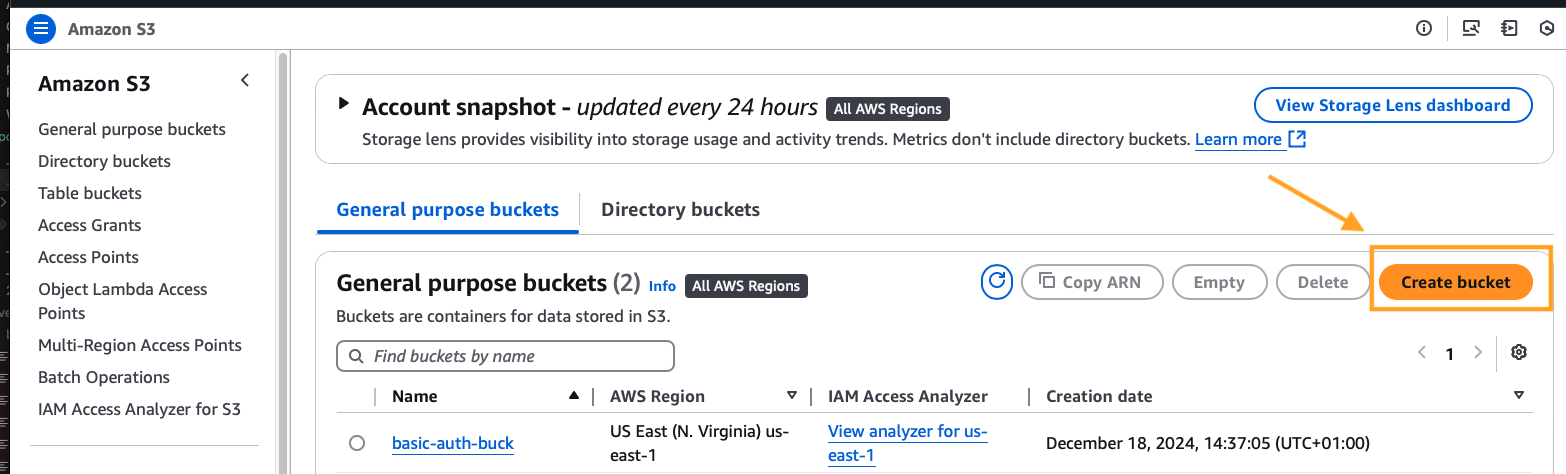 Amazon S3
Amazon S3
General purpose buckets
Directory buckets
Table buckets
Access Grants
Access Points
Object Lambda Access
Points
Multi-Region Access Points
Batch Operations
IAM Access Analyzer for S3
Account snapshot - updated every 24 hours All AWS Regions
View Storage Lens dashboard
Storage lens provides visibility into storage usage and activity trends. Metrics don't include directory buckets. Learn more
General purpose buckets Directory buckets
General purpose buckets (2) Info All AWS Regions
Copy ARN Empty Delete Create bucket
Buckets are containers for data stored in S3.
Find buckets by name
1
Name AWS Region IAM Access Analyzer Creation date
basic-auth-buck US East (N. Virginia) us-east-1 View analyzer for us-east-1 December 18, 2024, 14:37:05 (UTC+01:00)